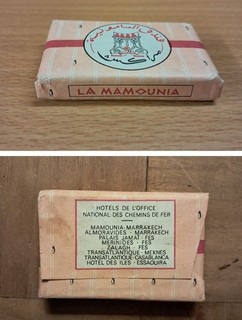 LA MAMOUNIA
HOTELS DE L'OFFICE
NATIONAL DES CHEMINS DE FER
MAMOUNIA-MARRAKECH
ALMORAVIDES - MARRAKECH
PALAIS JAMAÏ - FES
MERINIDES - FES
ZALAGH - FES
TRANSATLANTIQUE - MEKNES
TRANSATLANTIQUE-CASABLANCA
HOTEL DES ILES - ESSAOUIRA